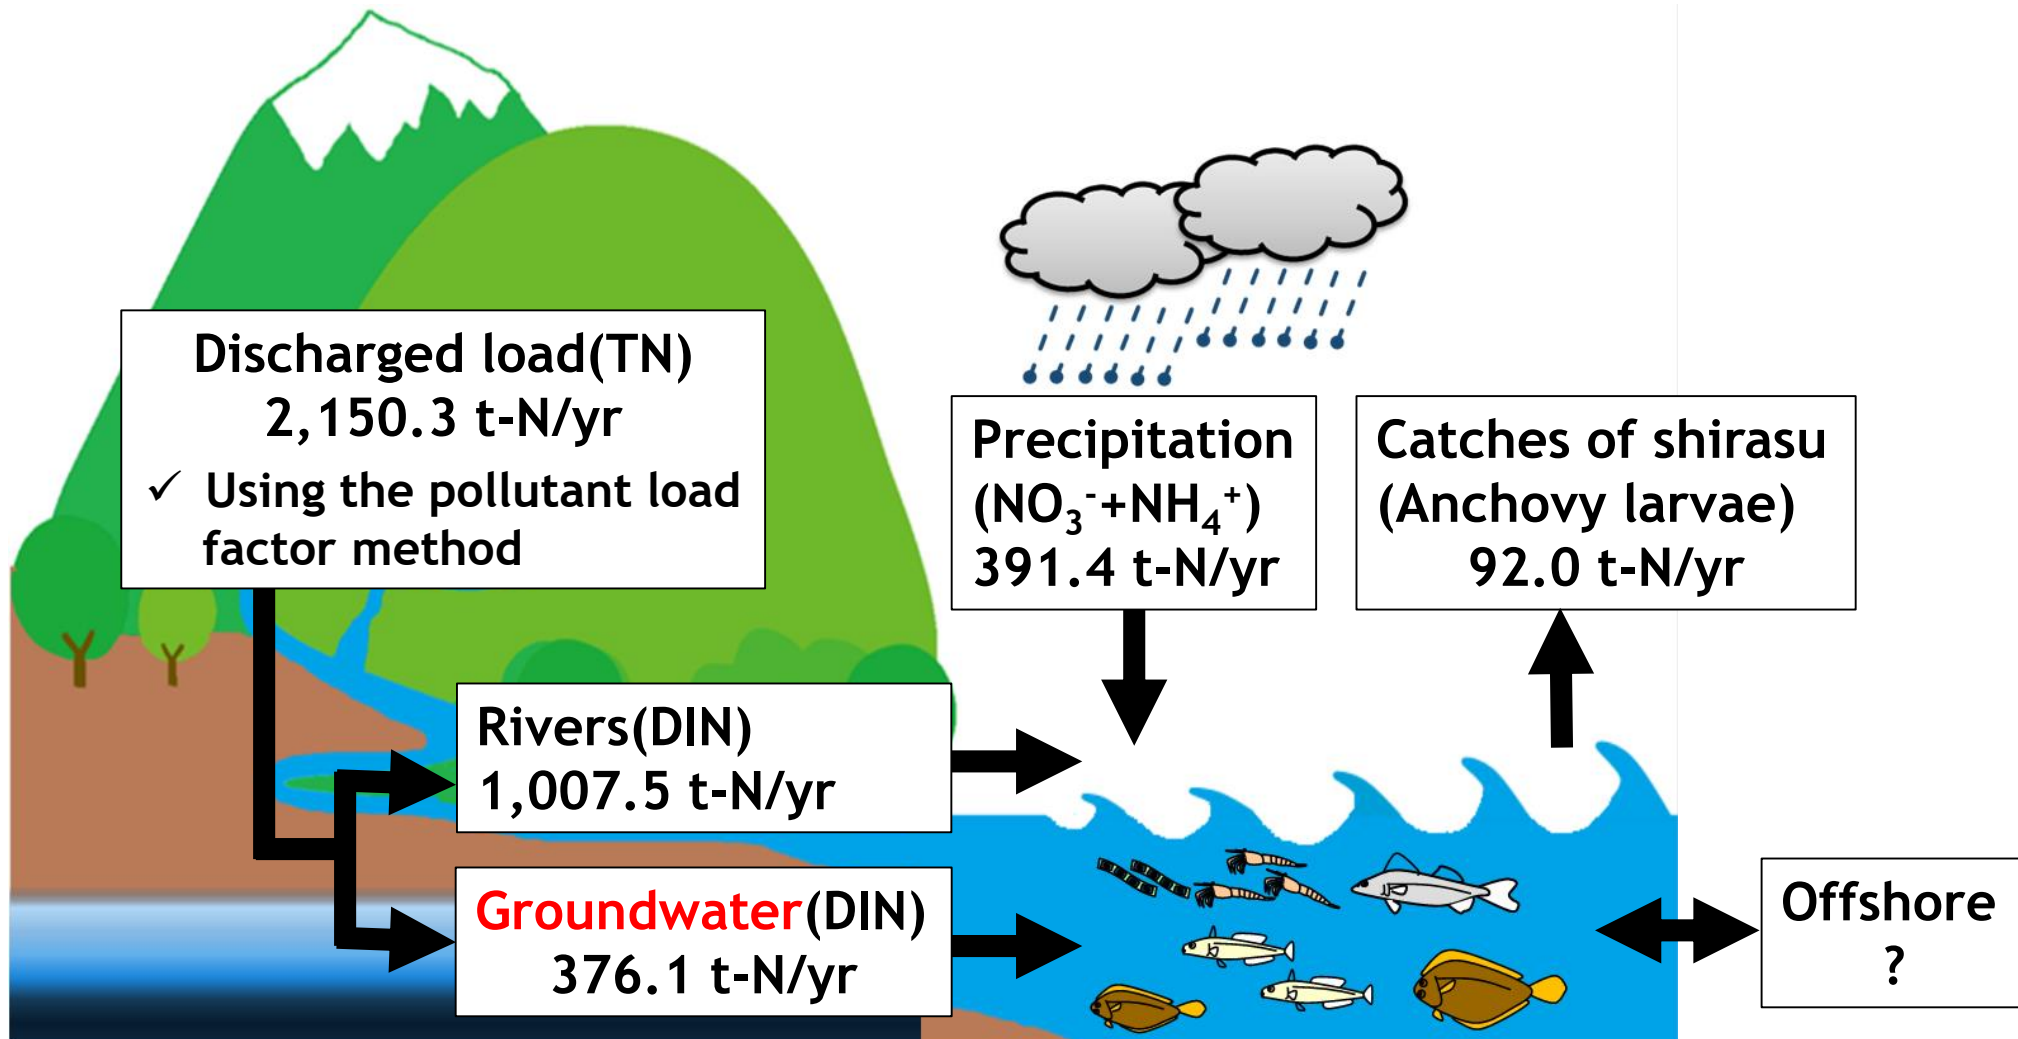 Discharged load(TN)
2,150.3 t-N/yr
✓ Using the pollutant load
factor method
Precipitation
(NO₃⁻+NH₄⁺)
391.4 t-N/yr
Catches of shirasu
(Anchovy larvae)
92.0 t-N/yr
Rivers(DIN)
1,007.5 t-N/yr
Groundwater(DIN)
376.1 t-N/yr
Offshore
?